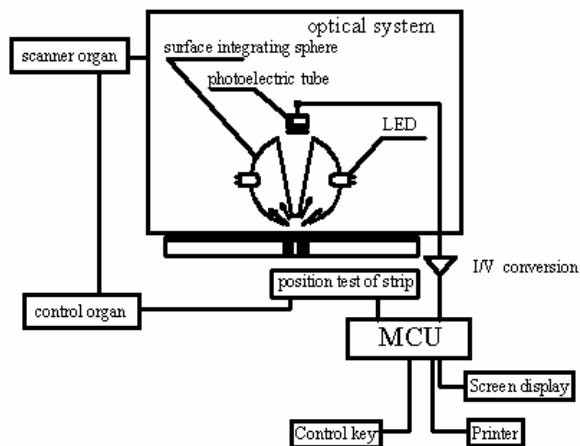 optical system
surface integrating sphere
scanner organ
photoelectric tube
LED
I/V conversion
position test of strip
control organ
MCU
Screen display
Control key
Printer